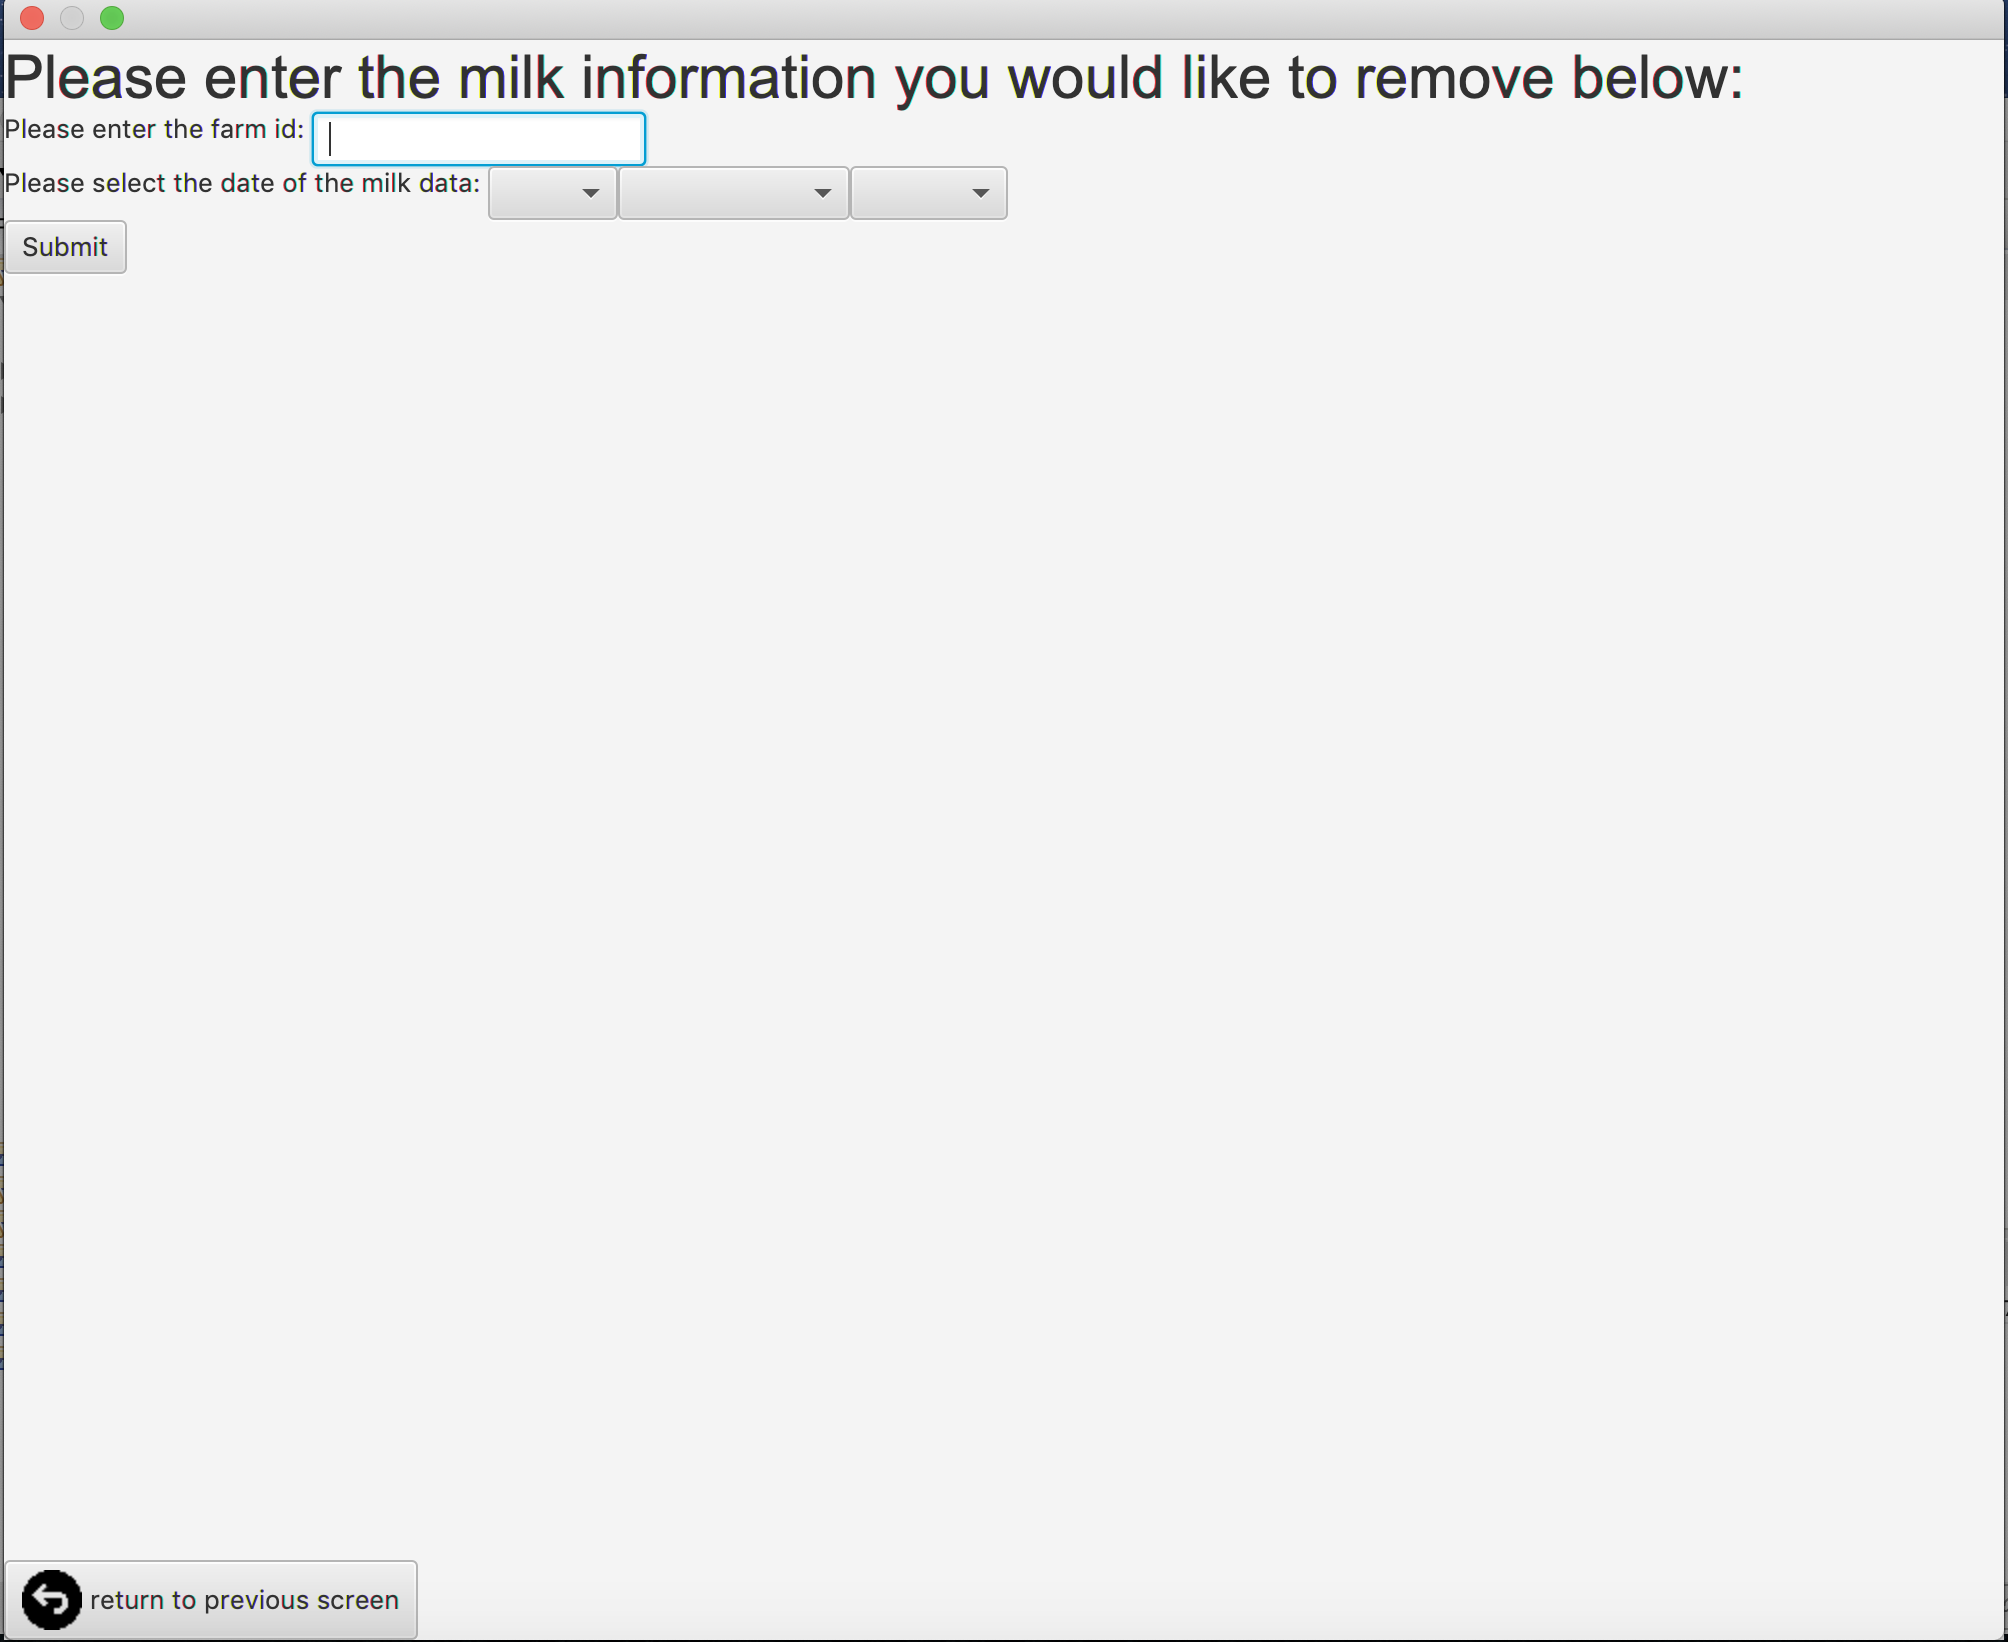 Please enter the milk information you would like to remove below:
Please enter the farm id:
Please select the date of the milk data:
Submit
return to previous screen